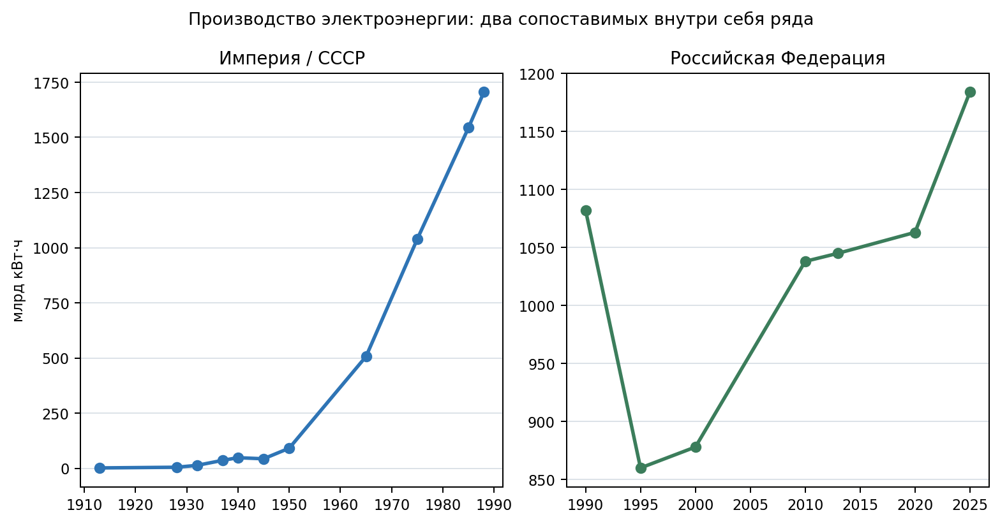 Производство электроэнергии: два сопоставимых внутри себя ряда
Империя / СССР
млрд кВт·ч
1750
1500
1250
1000
750
500
250
0
1910 1920 1930 1940 1950 1960 1970 1980 1990
Российская Федерация
1200
1150
1100
1050
1000
950
900
850
1990 1995 2000 2005 2010 2015 2020 2025